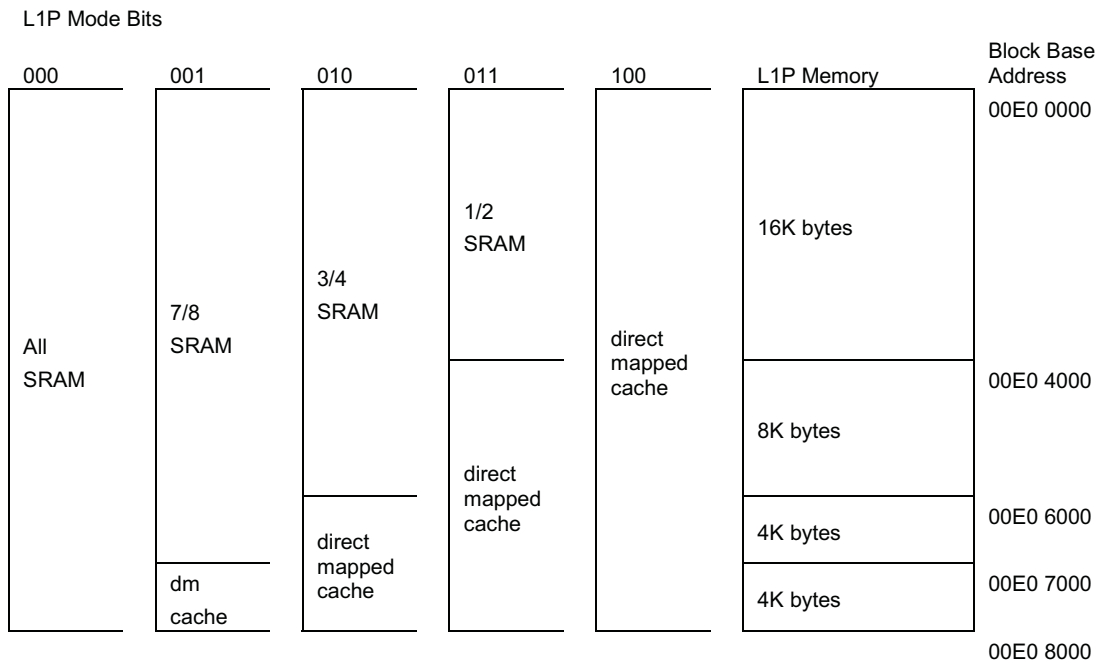 L1P Mode Bits
000 001 010 011 100 L1P Memory Block Base
Address
00E0 0000
1/2
SRAM
16K bytes
3/4
SRAM
7/8
SRAM
All
SRAM
direct
mapped
cache
00E0 4000
8K bytes
direct
mapped
cache
00E0 6000
4K bytes
direct
mapped
cache
dm
cache
00E0 7000
4K bytes
00E0 8000